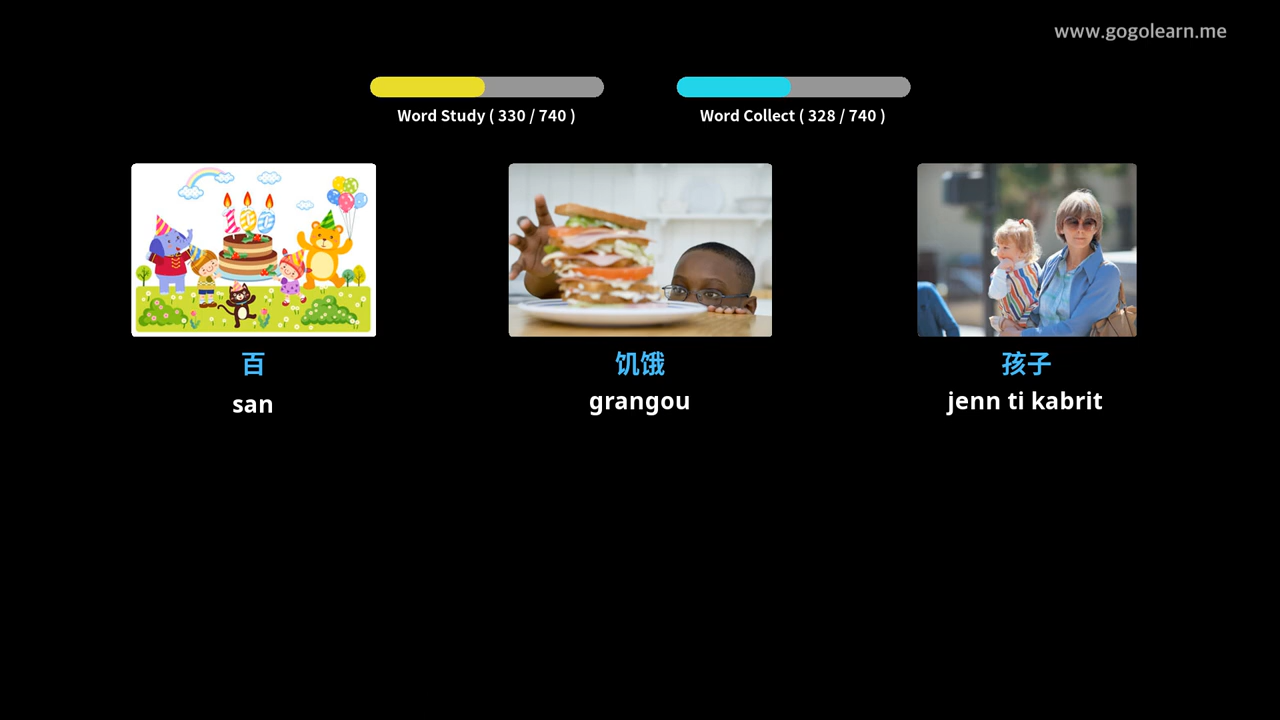 www.gogolearn.me
Word Study ( 330 / 740 )
Word Collect ( 328 / 740 )
100
百
饥饿
孩子
san
grangou
jenn ti kabrit